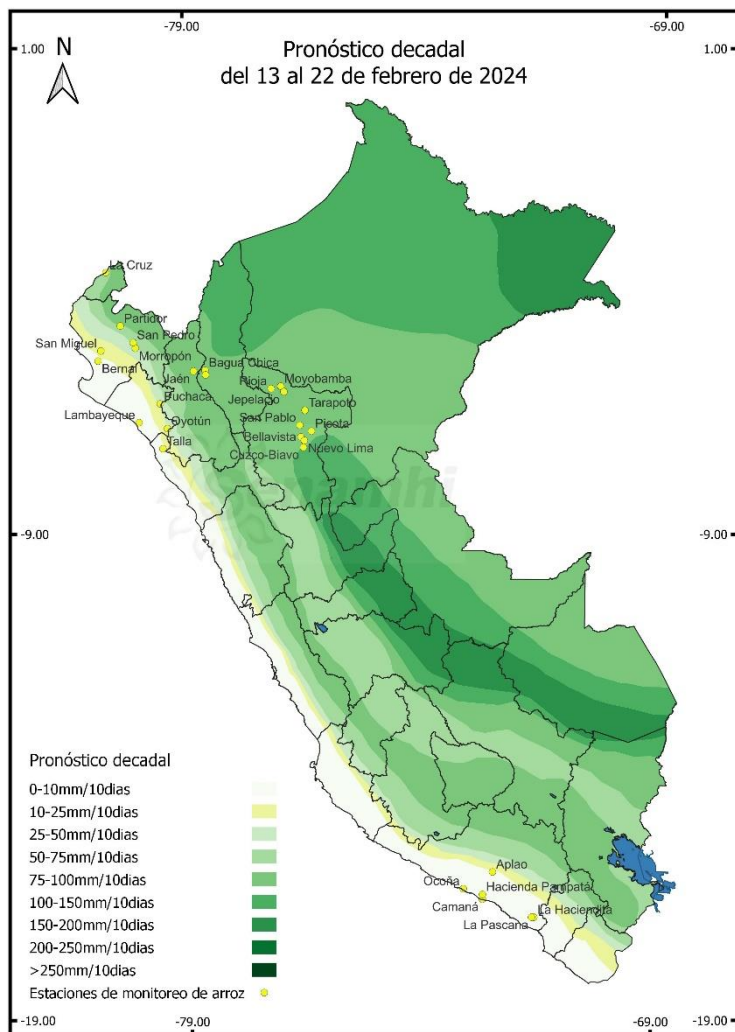 -79.00
-69.00
1.00
N
Pronóstico decadal
del 13 al 22 de febrero de 2024
1.00
La Cruz
Partidor
San Pedro
San Miguel
Morropón
Bernal
Bagua Chica
Jaén
Rioja
Moyobamba
Jepelacio
Puchaca
Tarapoto
Lambayeque
Oyotún
San Pablo
Picota
Talla
Bellavista
Nuevo Lima
Cuzco-Biavo
Senamhi
-9.00
-9.00
Pronóstico decadal
0-10mm/10dias
10-25mm/10dias
25-50mm/10dias
50-75mm/10dias
75-100mm/10dias
100-150mm/10dias
150-200mm/10dias
200-250mm/10dias
>250mm/10dias
Estaciones de monitoreo de arroz
Aplao
Ocoña
Hacienda Pampatá
Camaná
La Haciendita
La Pascana
-19.00
-19.00
-79.00
-69.00